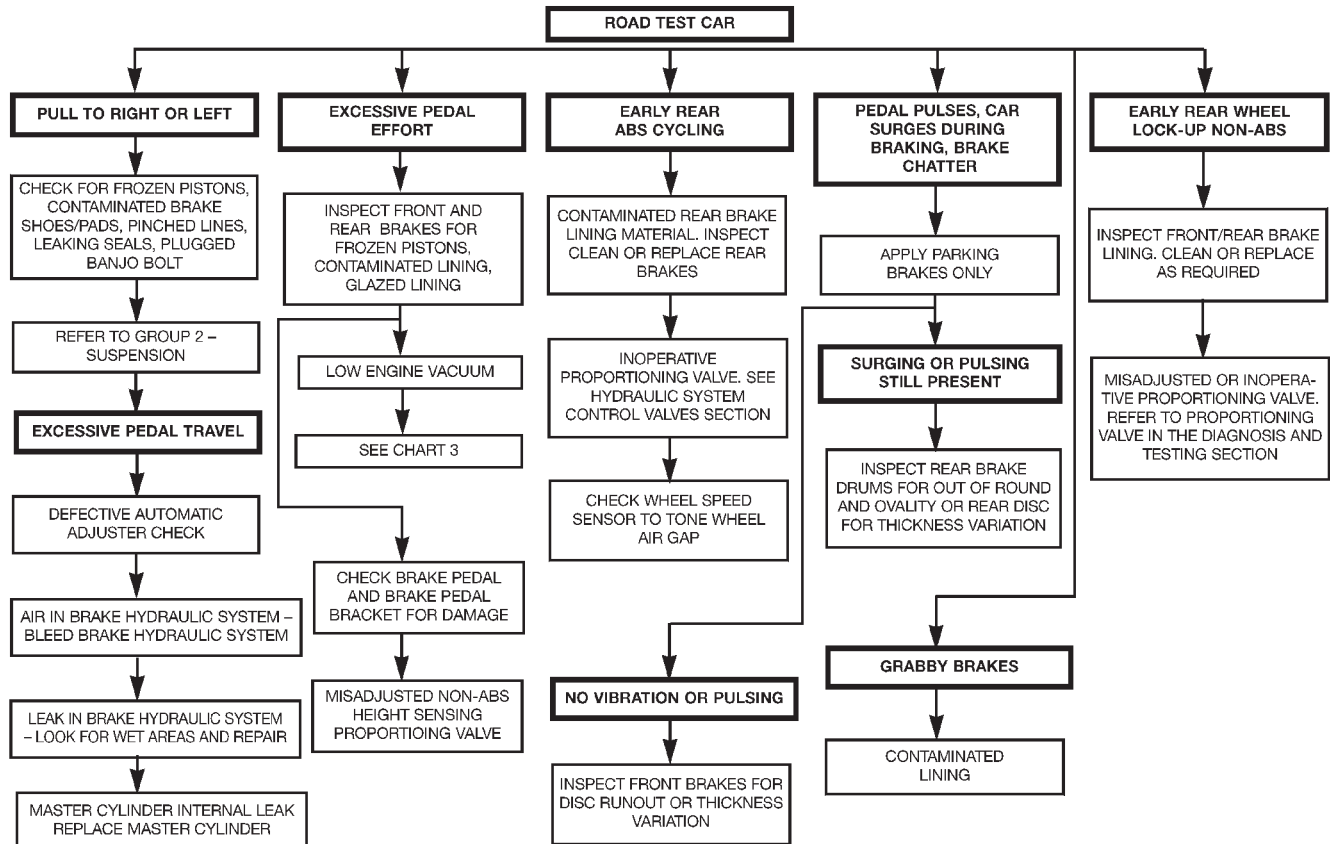 ROAD TEST CAR
PULL TO RIGHT OR LEFT
CHECK FOR FROZEN PISTONS,
CONTAMINATED BRAKE
SHOES/PADS, PINCHED LINES,
LEAKING SEALS, PLUGGED
BANJO BOLT
REFER TO GROUP 2 –
SUSPENSION
EXCESSIVE PEDAL TRAVEL
DEFECTIVE AUTOMATIC
ADJUSTER CHECK
AIR IN BRAKE HYDRAULIC SYSTEM –
BLEED BRAKE HYDRAULIC SYSTEM
LEAK IN BRAKE HYDRAULIC SYSTEM
– LOOK FOR WET AREAS AND REPAIR
MASTER CYLINDER INTERNAL LEAK
REPLACE MASTER CYLINDER
EXCESSIVE PEDAL
EFFORT
INSPECT FRONT AND
REAR BRAKES FOR
FROZEN PISTONS,
CONTAMINATED LINING,
GLAZED LINING
LOW ENGINE VACUUM
SEE CHART 3
CHECK BRAKE PEDAL
AND BRAKE PEDAL
BRACKET FOR DAMAGE
MISADJUSTED NON-ABS
HEIGHT SENSING
PROPORTIOING VALVE
EARLY REAR
ABS CYCLING
CONTAMINATED REAR BRAKE
LINING MATERIAL. INSPECT
CLEAN OR REPLACE REAR
BRAKES
INOPERATIVE
PROPORTIONING VALVE. SEE
HYDRAULIC SYSTEM
CONTROL VALVES SECTION
CHECK WHEEL SPEED
SENSOR TO TONE WHEEL
AIR GAP
PEDAL PULSES, CAR
SURGES DURING
BRAKING, BRAKE
CHATTER
APPLY PARKING
BRAKES ONLY
SURGING OR PULSING
STILL PRESENT
INSPECT REAR BRAKE
DRUMS FOR OUT OF ROUND
AND OVALITY OR REAR DISC
FOR THICKNESS VARIATION
NO VIBRATION OR PULSING
INSPECT FRONT BRAKES FOR
DISC RUNOUT OR THICKNESS
VARIATION
GRABBY BRAKES
CONTAMINATED
LINING
EARLY REAR WHEEL
LOCK-UP NON-ABS
INSPECT FRONT/REAR BRAKE
LINING. CLEAN OR REPLACE
AS REQUIRED
MISADJUSTED OR INOPERA-
TIVE PROPORTIONING VALVE.
REFER TO PROPORTIONING
VALVE IN THE DIAGNOSIS AND
TESTING SECTION